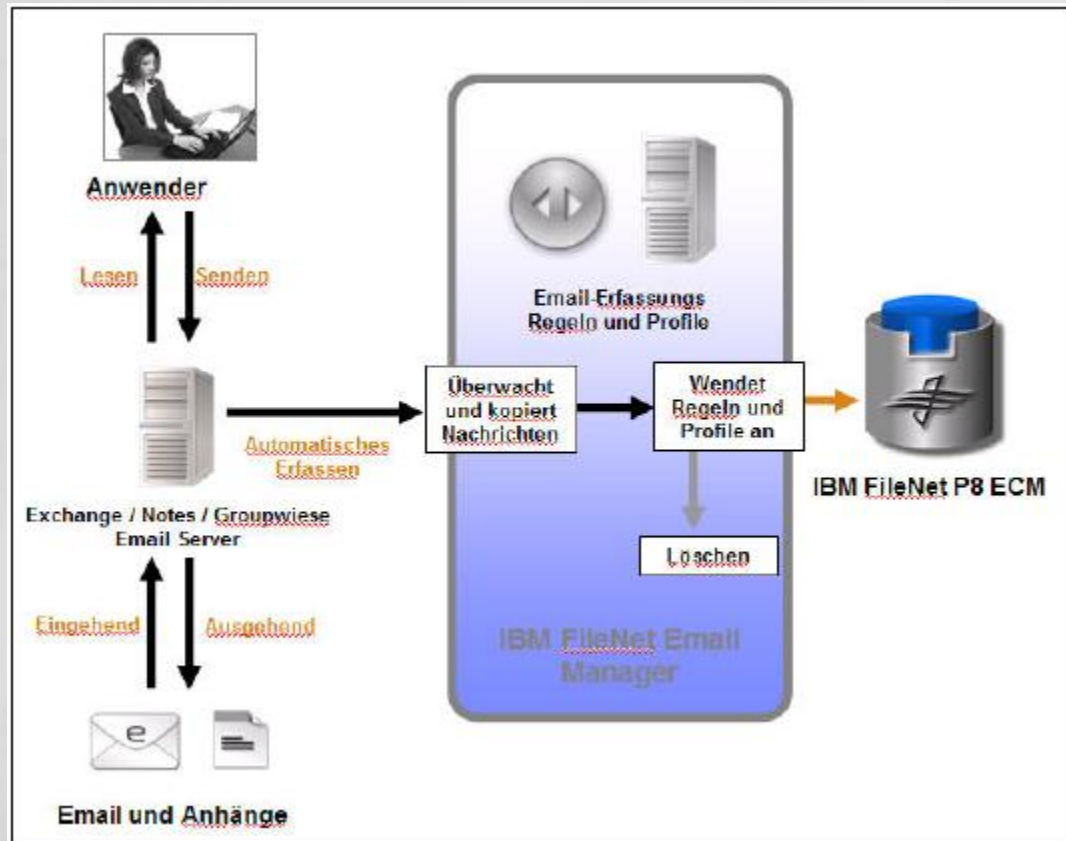 Anwender
Lesen
Senden
Email-Erfassungs
Regeln und Profile
Überwacht
und kopiert
Nachrichten
Wendet
Regeln und
Profile an
Automatisches
Erfassen
IBM FileNet P8 ECM
Exchange / Notes / Groupwiese
Email Server
Löschen
Eingehend
Ausgehend
IBM FileNet Email
Manager
e
Email und Anhänge